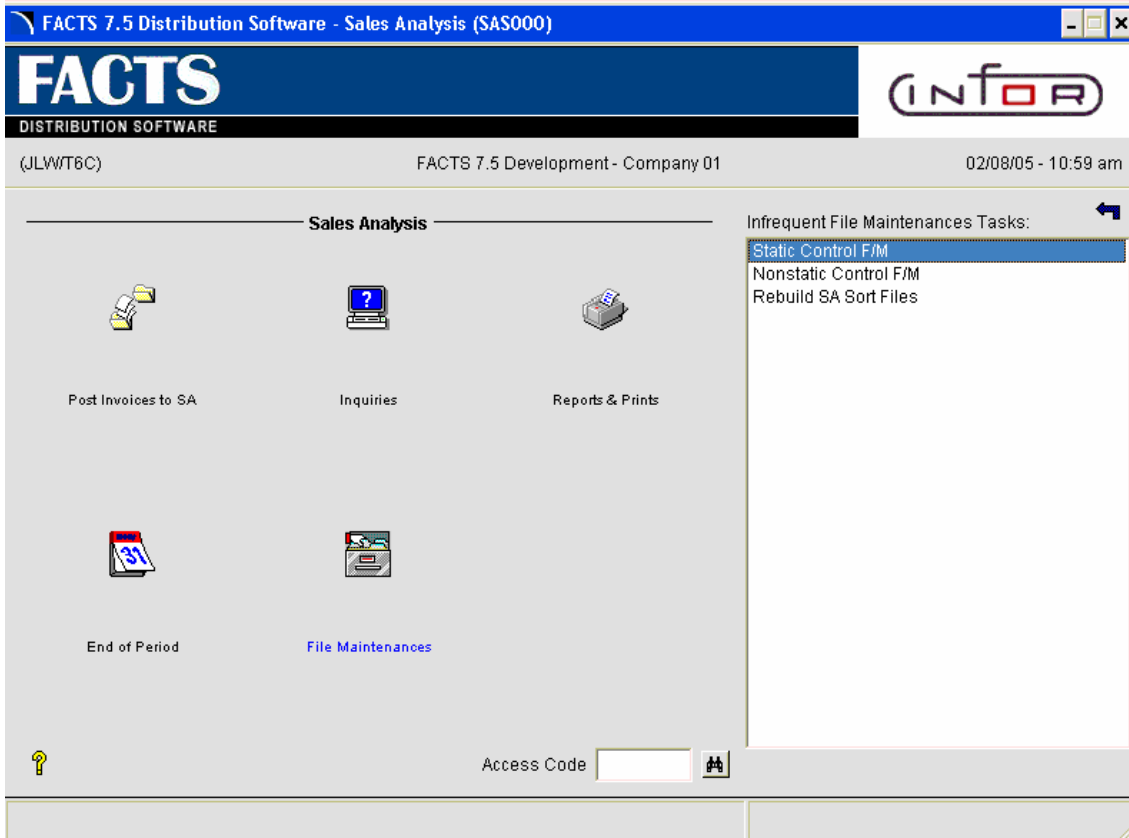 FACTS 7.5 Distribution Software - Sales Analysis (SAS000)
FACTS
DISTRIBUTION SOFTWARE
infor
(JLW/T6C)
FACTS 7.5 Development - Company 01
02/08/05 - 10:59 am
Sales Analysis
Post Invoices to SA
?
Inquiries
Reports & Prints
31
End of Period
File Maintenances
Infrequent File Maintenances Tasks:
Static Control F/M
Nonstatic Control F/M
Rebuild SA Sort Files
?
Access Code